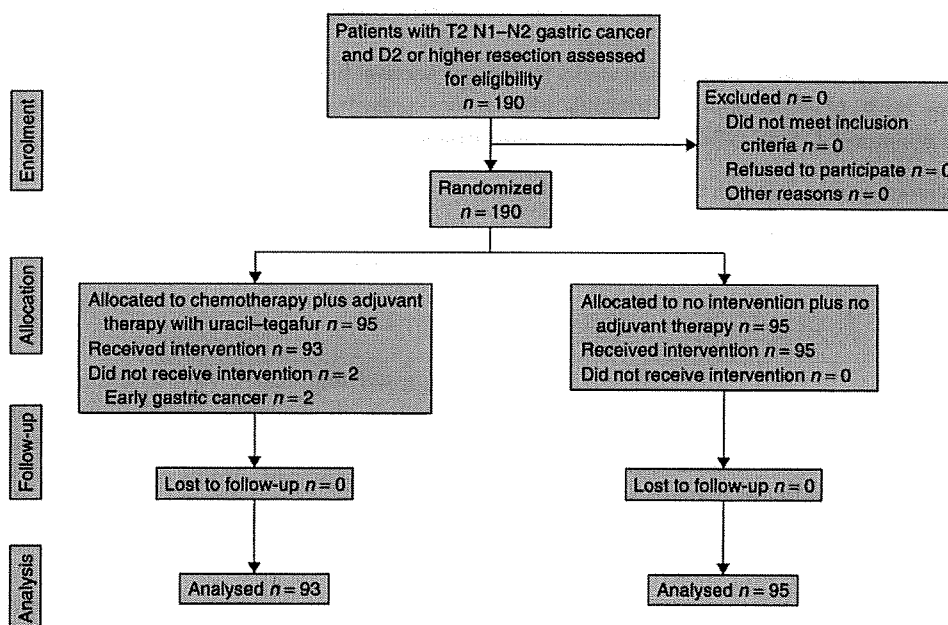 Patients with T2 N1–N2 gastric cancer
and D2 or higher resection assessed
for eligibility
n = 190
Enrolment
Excluded n = 0
Did not meet inclusion
criteria n = 0
Refused to participate n = 0
Other reasons n = 0
Randomized
n = 190
Allocation
Allocated to chemotherapy plus adjuvant
therapy with uracil–tegafur n = 95
Received intervention n = 93
Did not receive intervention n = 2
Early gastric cancer n = 2
Allocated to no intervention plus no
adjuvant therapy n = 95
Received intervention n = 95
Did not receive intervention n = 0
Follow-up
Lost to follow-up n = 0
Lost to follow-up n = 0
Analysis
Analysed n = 93
Analysed n = 95